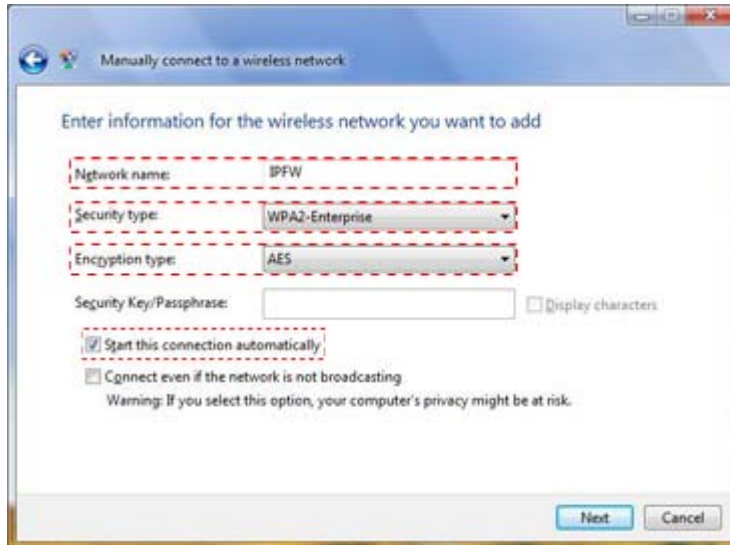 Manually connect to a wireless network
Enter information for the wireless network you want to add
Network name: IPFW
Security type: WPA2-Enterprise
Encryption type: AES
Security Key/Passphrase: Display characters
Start this connection automatically
Connect even if the network is not broadcasting
Warning: If you select this option, your computer's privacy might be at risk.
Next Cancel